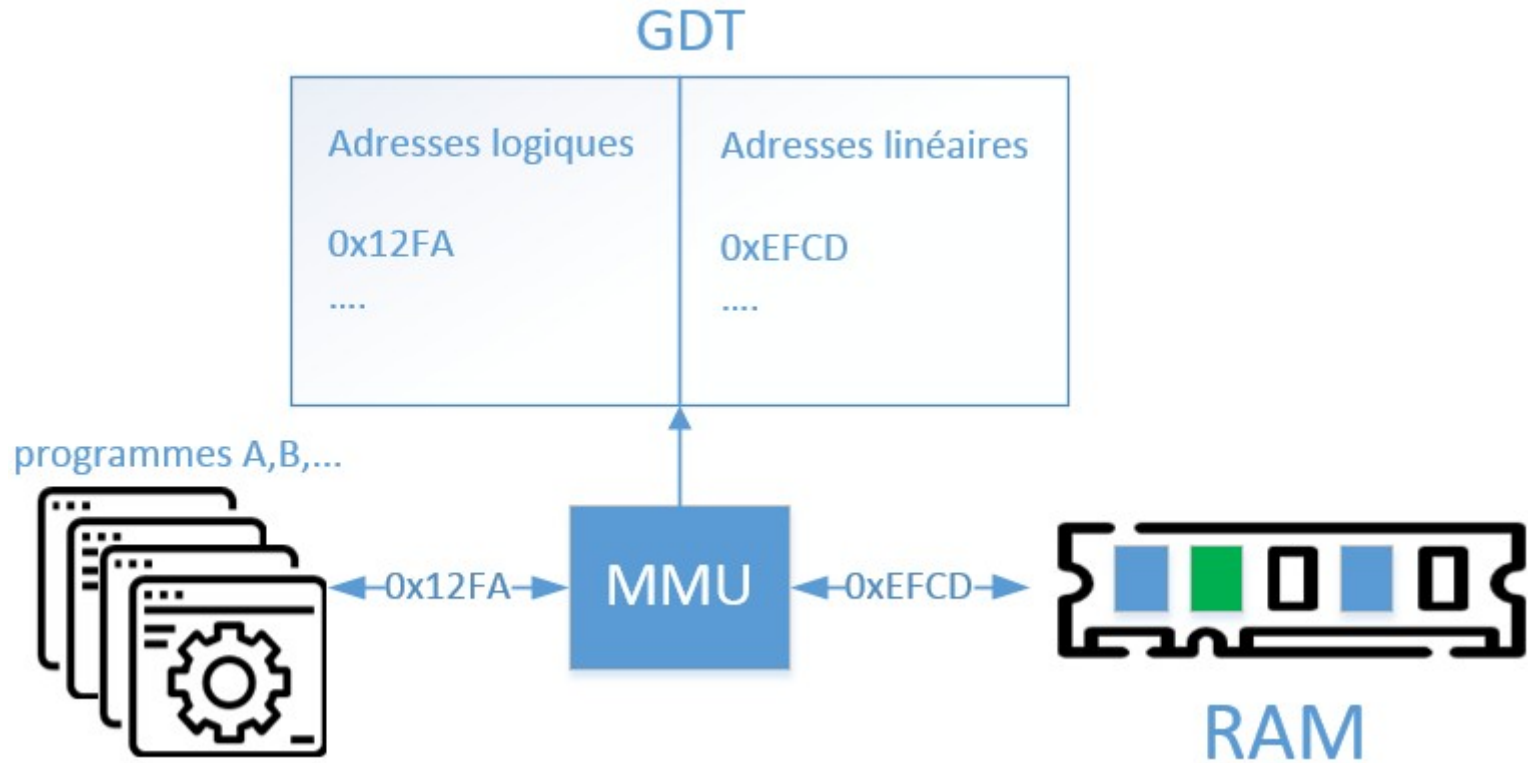 GDT
Adresses logiques
0x12FA
....
Adresses linéaires
0xEFCD
....
programmes A,B,...
0x12FA
MMU
0xEFCD
RAM